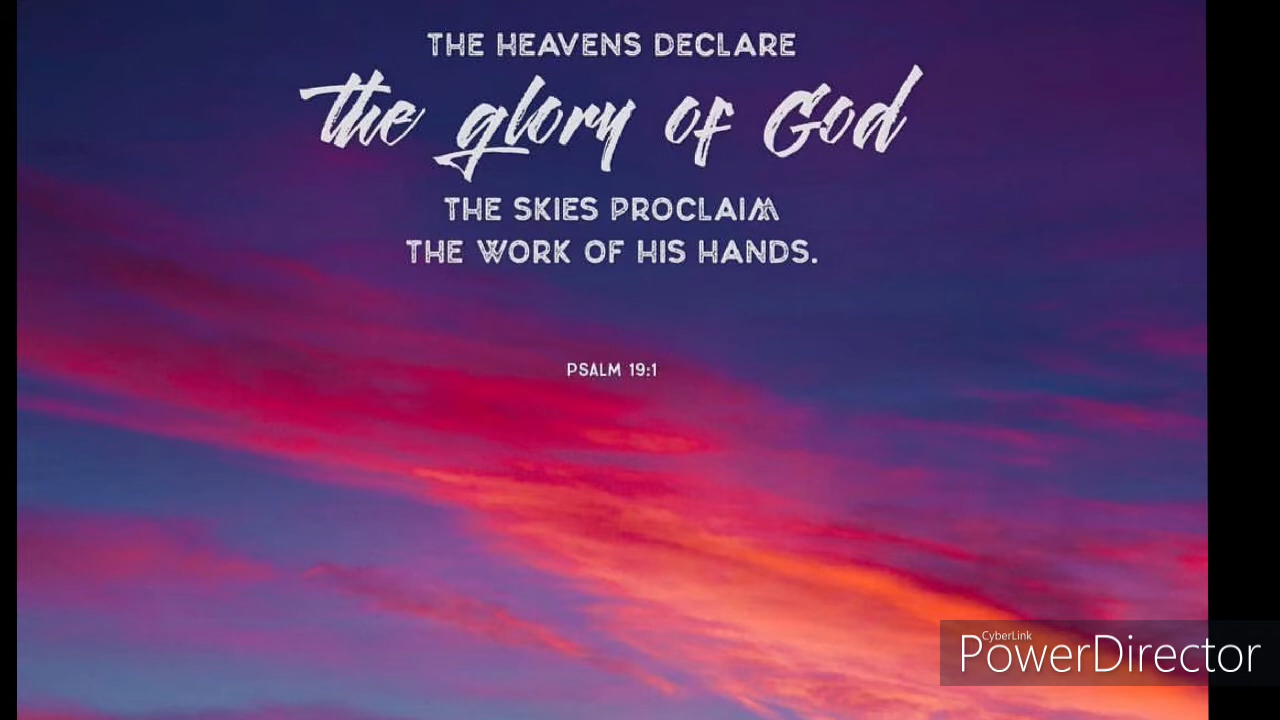 THE HEAVENS DECLARE
the glory of God
THE SKIES PROCLAIM
THE WORK OF HIS HANDS.
PSALM 19:1
CyberLink
PowerDirector